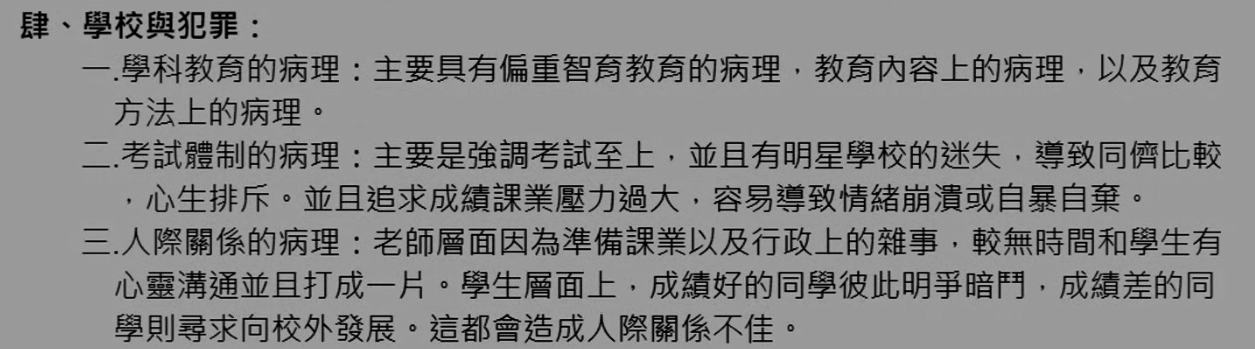 肆、學校與犯罪：
一.學科教育的病理：主要具有偏重智育教育的病理，教育內容上的病理，以及教育
方法上的病理。
二.考試體制的病理：主要是強調考試至上，並且有明星學校的迷失，導致同儕比較
，心生排斥。並且追求成績課業壓力過大，容易導致情緒崩潰或自暴自棄。
三.人際關係的病理：老師層面因為準備課業以及行政上的雜事，較無時間和學生有
心靈溝通並且打成一片。學生層面上，成績好的同學彼此明爭暗鬥，成績差的同
學則尋求向校外發展。這都會造成人際關係不佳。